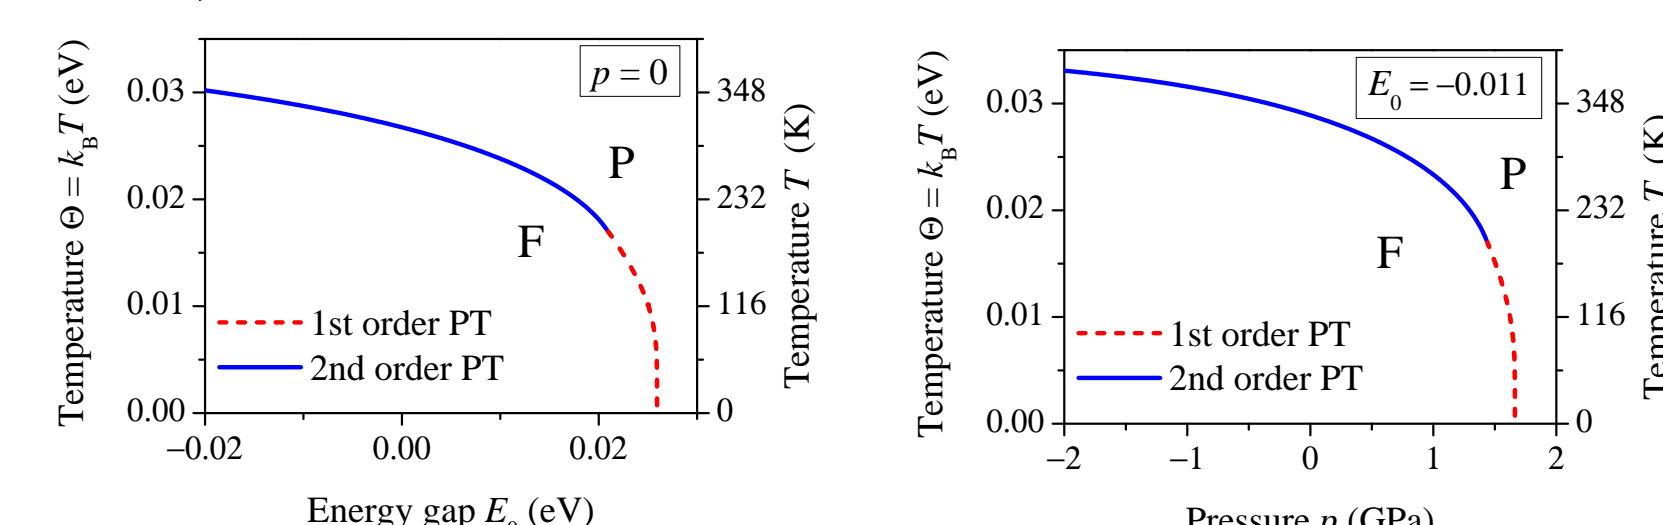 Temperature Θ = k_B T (eV)
0.03
0.02
0.01
0.00
p = 0
P
F
1st order PT
2nd order PT
348
232
116
0
Temperature T (K)
−0.02
0.00
0.02
Energy gap E_0 (eV)
Temperature Θ = k_B T (eV)
0.03
0.02
0.01
0.00
E_0 = −0.011
P
F
1st order PT
2nd order PT
348
232
116
0
Temperature T (K)
−2
−1
0
1
2
Pressure p (GPa)